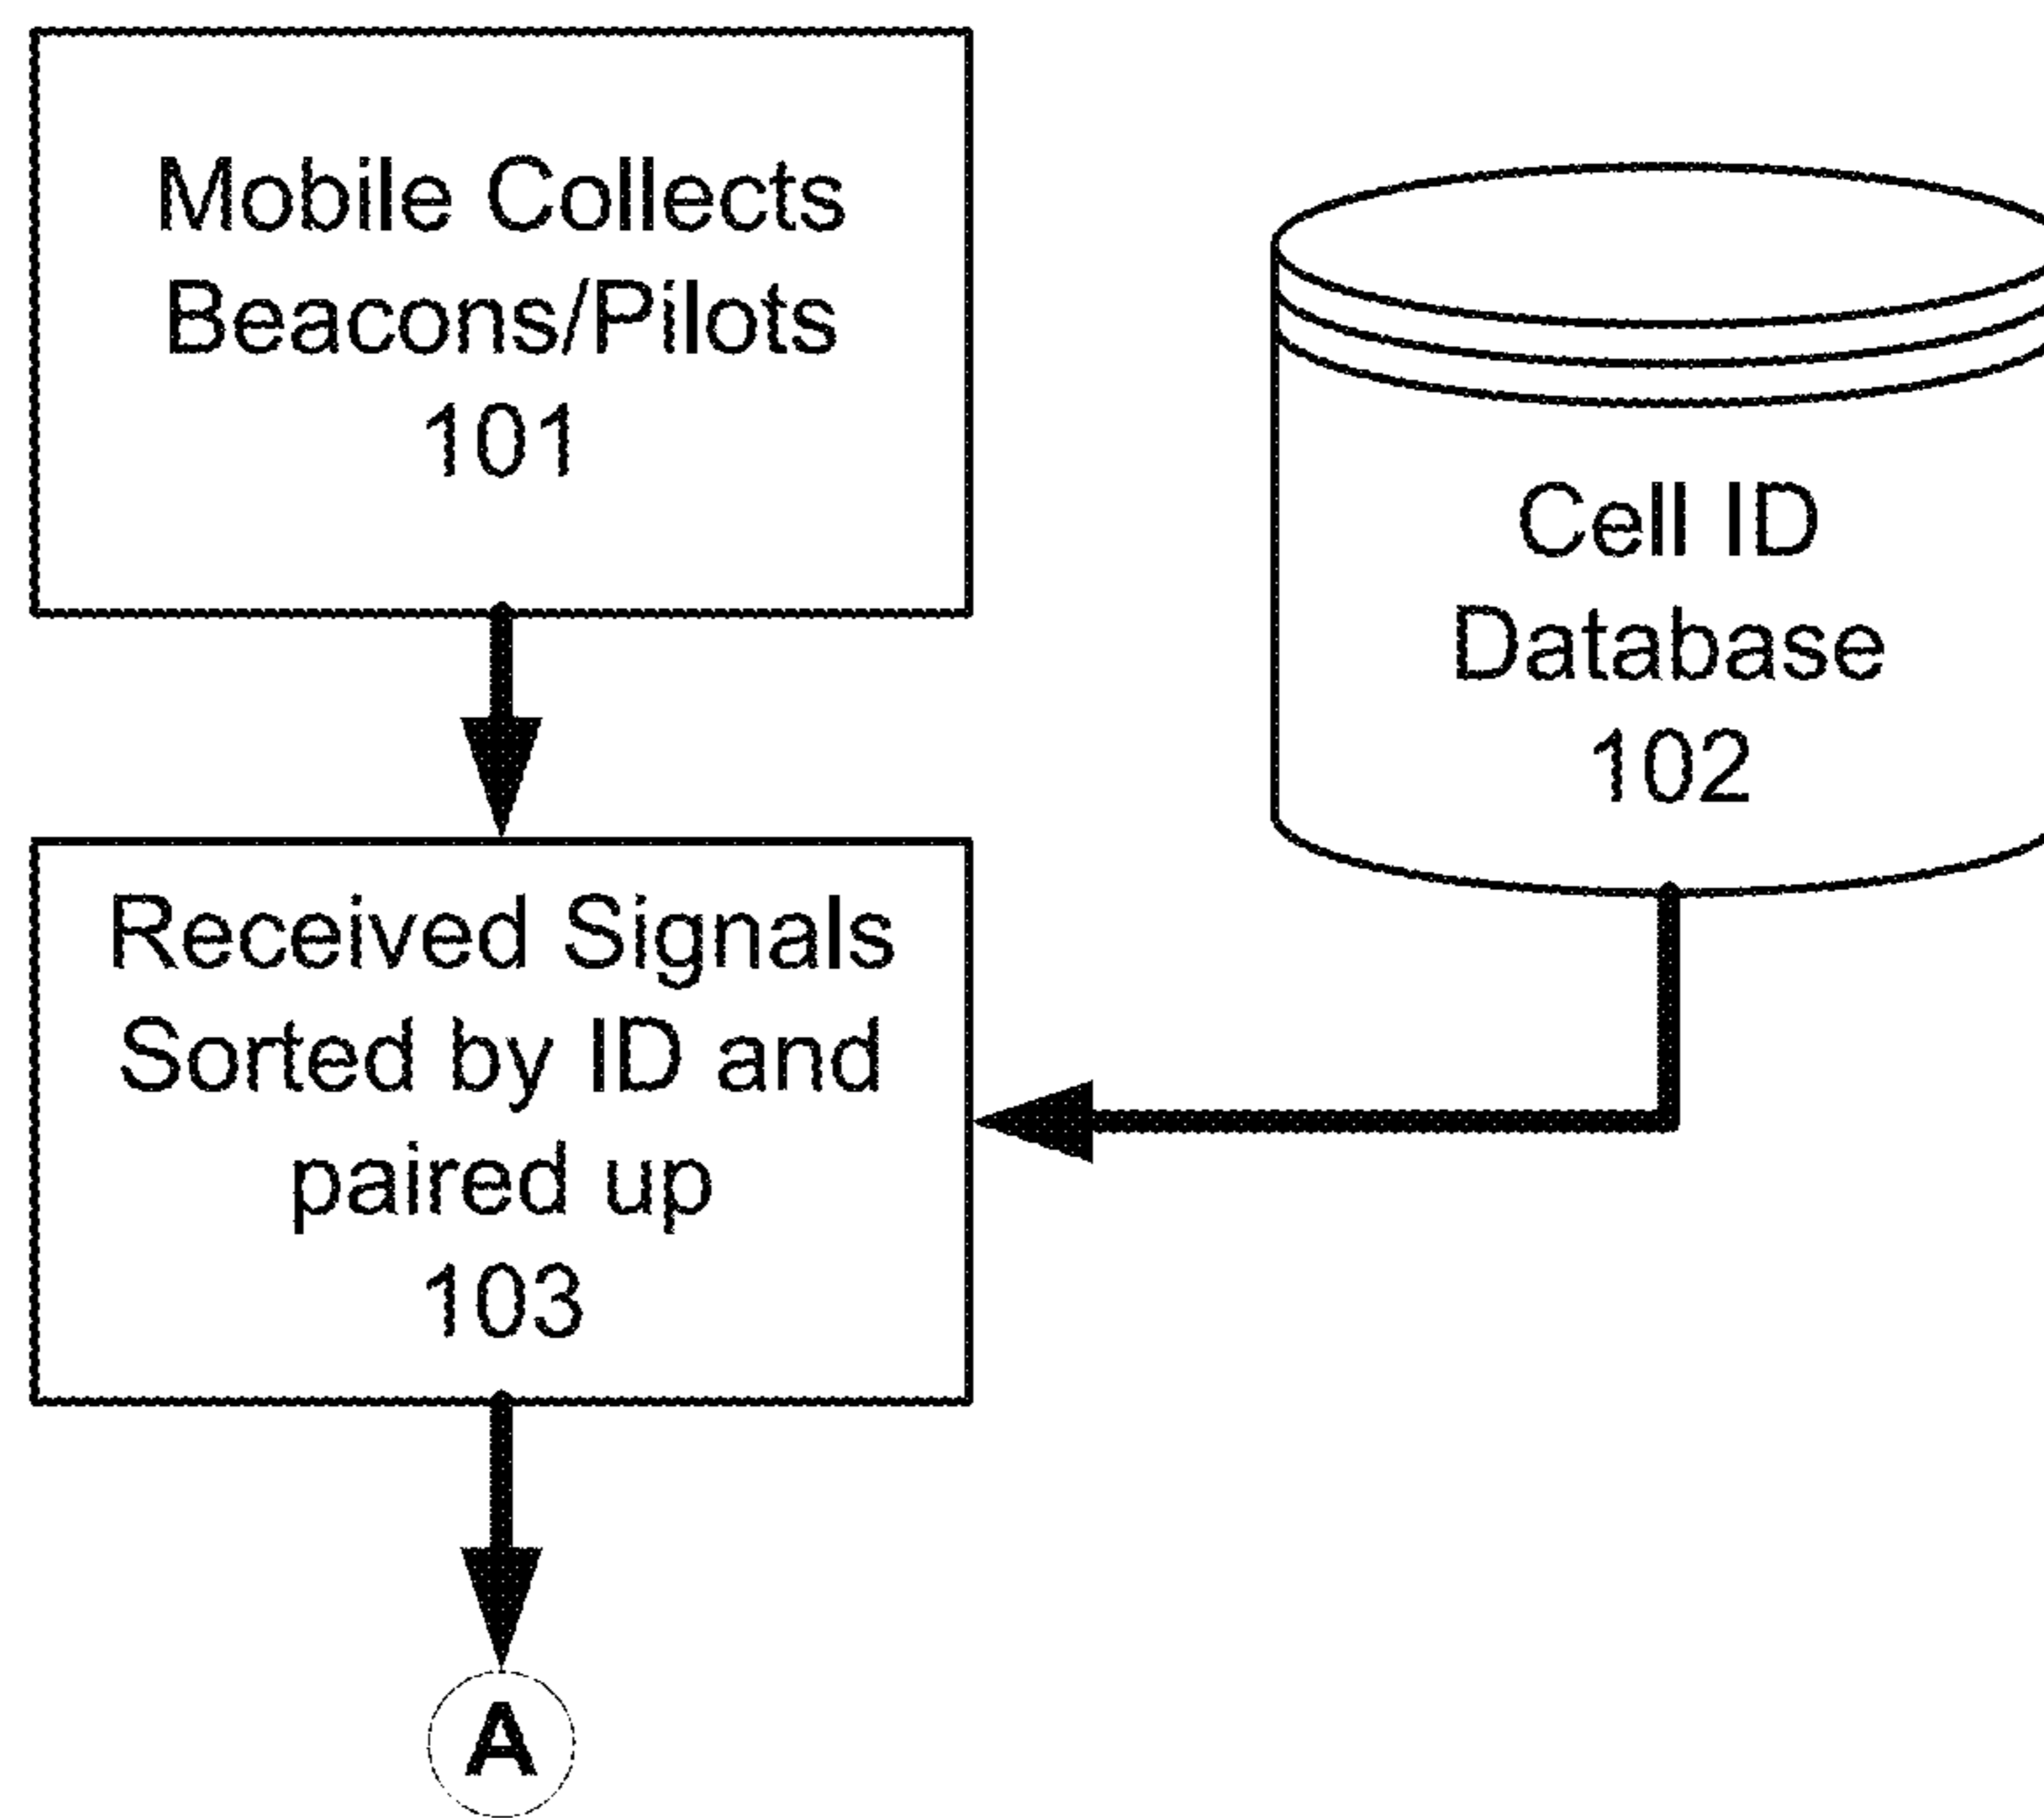 Mobile Collects
Beacons/Pilots
101
Cell ID
Database
102
Received Signals
Sorted by ID and
paired up
103
A